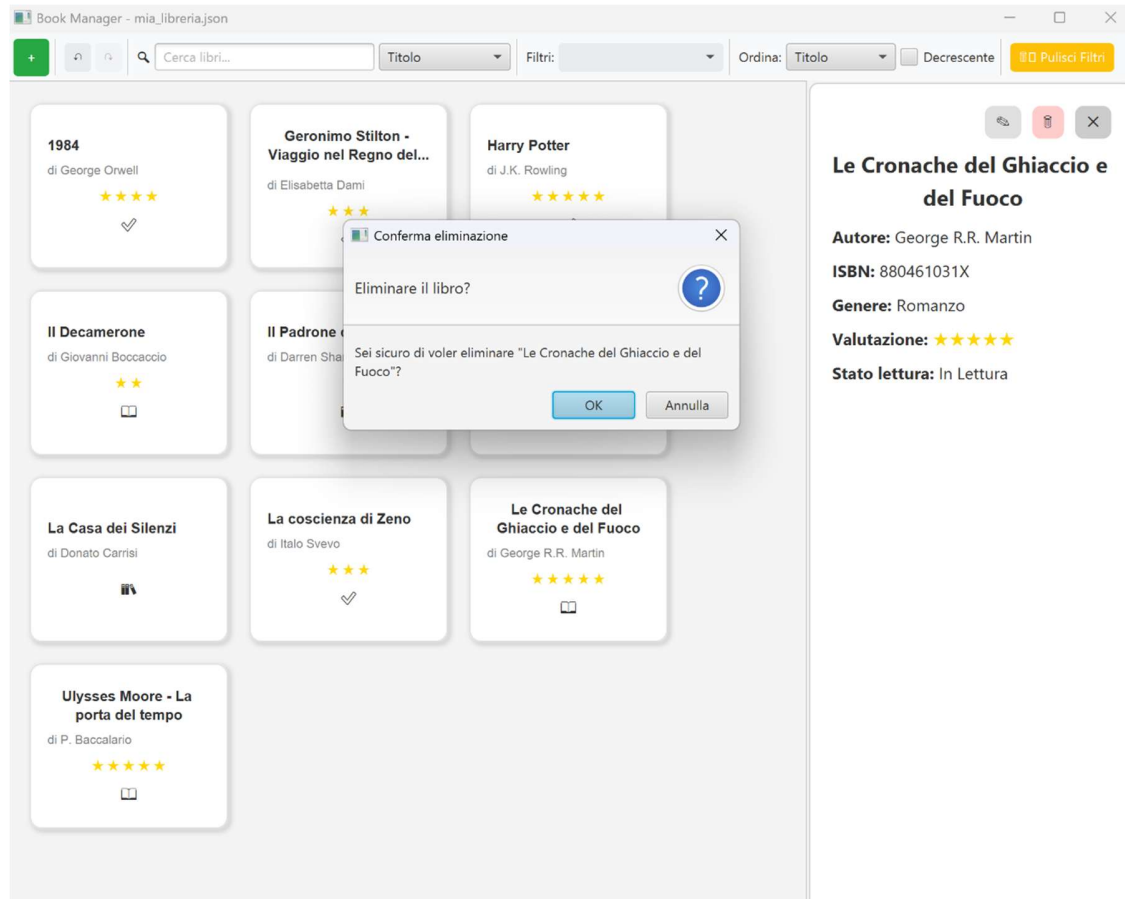 Book Manager - mia_libreria.json
+
Cerca libri...
Titolo
Filtri:
Ordina:
Titolo
Decrescente
Pulisci Filtri
1984
di George Orwell
★★★★
Geronimo Stilton -
Viaggio nel Regno del...
di Elisabetta Dami
★★★
Harry Potter
di J.K. Rowling
★★★★★
Il Decamerone
di Giovanni Boccaccio
★★
Il Padrone
di Darren
La Casa dei Silenzi
di Donato Carrisi
La coscienza di Zeno
di Italo Svevo
★★★
Le Cronache del
Ghiaccio e del Fuoco
di George R.R. Martin
★★★★★
Ulysses Moore - La
porta del tempo
di P. Baccalario
★★★★★
Conferma eliminazione
Eliminare il libro?
?
Sei sicuro di voler eliminare "Le Cronache del Ghiaccio e del
Fuoco"?
OK
Annulla
Le Cronache del Ghiaccio e
del Fuoco
Autore: George R.R. Martin
ISBN: 880461031X
Genere: Romanzo
Valutazione: ★★★★★
Stato lettura: In Lettura